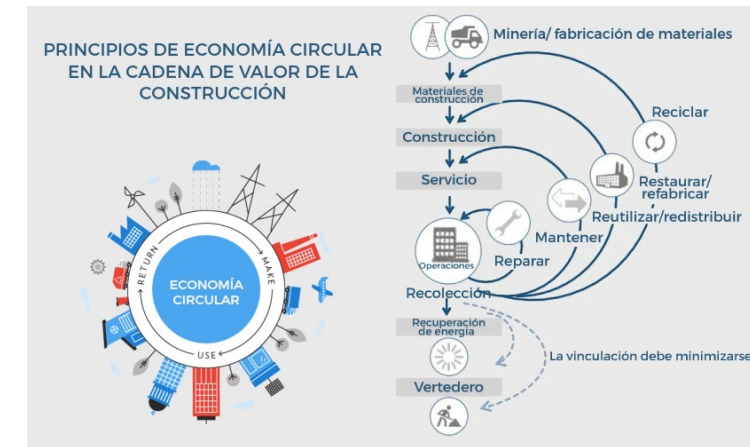 PRINCIPIOS DE ECONOMÍA CIRCULAR
EN LA CADENA DE VALOR DE LA
CONSTRUCCIÓN
RETURN
MAKE
USE
ECONOMÍA
CIRCULAR
Minería/ fabricación de materiales
Materiales de
construcción
Reciclar
Construcción
Servicio
Restaurar/
refabricar
Reutilizar/redistribuir
Mantener
Reparar
Operaciones
Recolección
Recuperación
de energía
La vinculación debe minimizarse
Vertedero